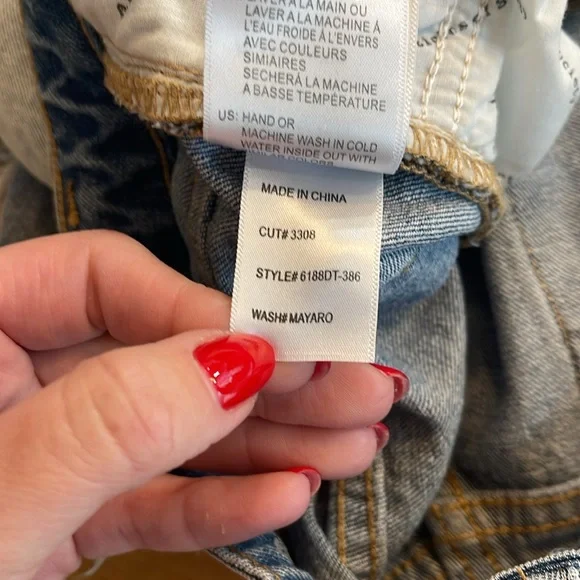 LAVER À LA MAIN OU
LAVER À LA MACHINE À
L'EAU FROIDE À L'ENVERS
AVEC COULEURS
SIMIAIRES
SECHERÁ LA MACHINE
A BASSE TEMPÉRATURE
US: HAND OR
MACHINE WASH IN COLD
WATER INSIDE OUT WITH
MADE IN CHINA
CUT# 3308
STYLE# 6188DT-386
WASH# MAYARO